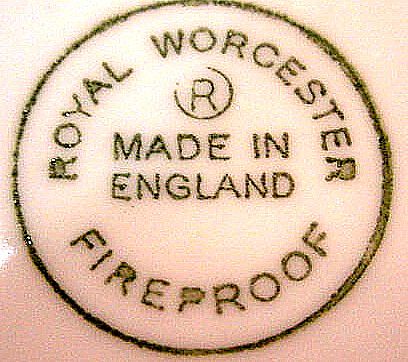 ROYAL WORCESTER
®
MADE IN
ENGLAND
FIREPROOF